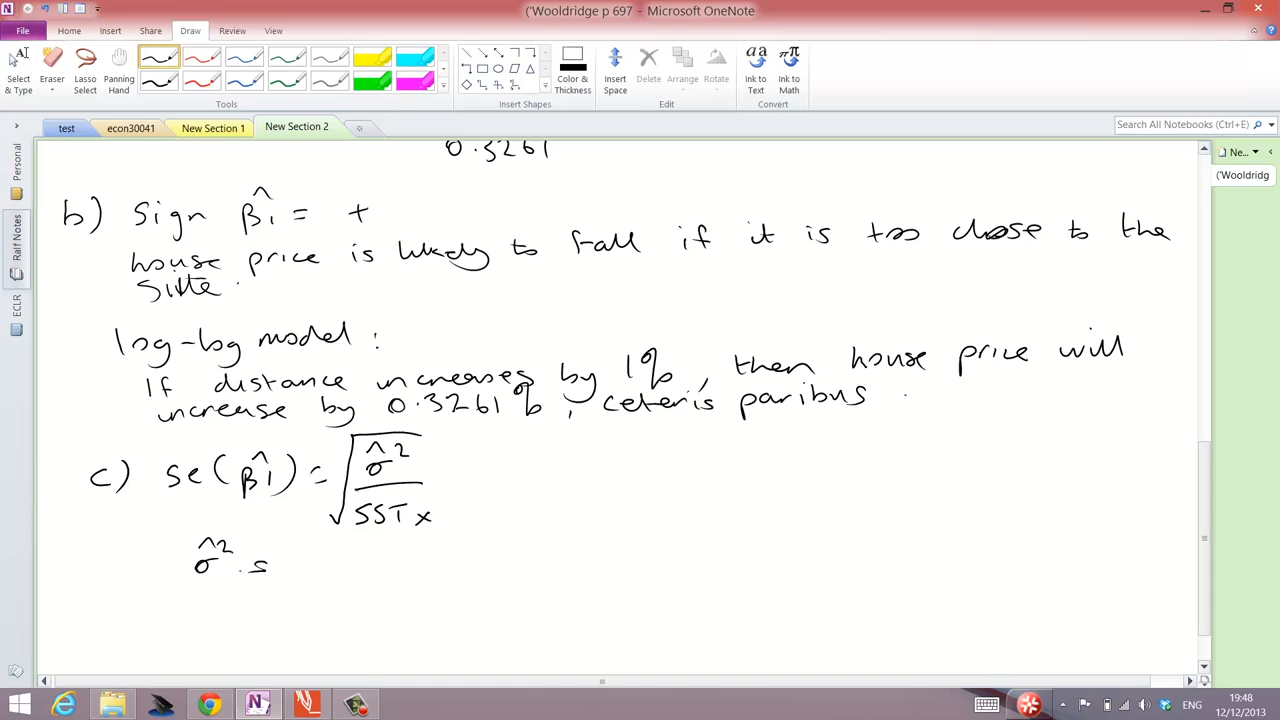 ('Wooldridge p 697 - Microsoft OneNote
File Home Insert Share Draw Review View
Select & Type Eraser Lasso Select Panning Hand Color & Thickness Insert Space Delete Arrange Rotate Ink to Text Ink to Math
Tools Insert Shapes Edit Convert
test econ30041 New Section 1 New Section 2 Search All Notebooks (Ctrl+E)
Personal
Ralf Notes
ECLR
Ne...
('Wooldridg
0.3261
b) Sign β̂1 = +
house price is likely to fall if it is too close to the
site.
log-log model :
If distance increases by 1%, then house price will
increase by 0.3261%, ceteris paribus.
c) se(β̂1) = √(σ̂²/SSTx)
σ̂² . s
ENG
19:48
12/12/2013